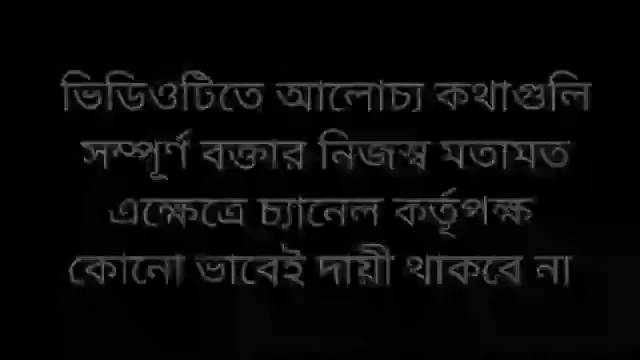 ভিডিওটিতে আলোচ্য কথাগুলি
সম্পূর্ণ বক্তার নিজস্ব মতামত
এক্ষেত্রে চ্যানেল কর্তৃপক্ষ
কোনো ভাবেই দায়ী থাকবে না